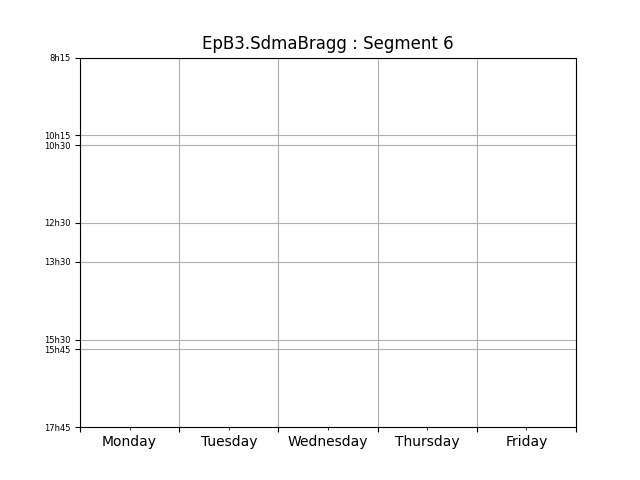 EpB3.SdmaBragg : Segment 6
8h15
10h15
10h30
12h30
13h30
15h30
15h45
17h45
Monday Tuesday Wednesday Thursday Friday